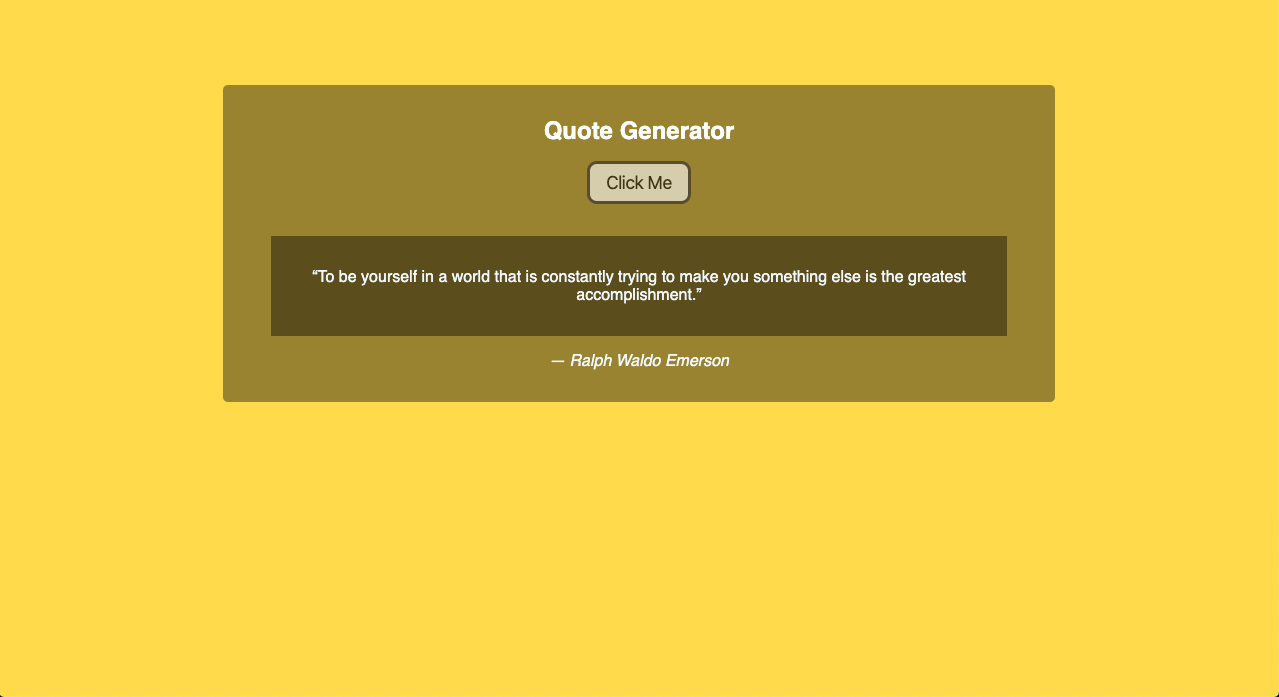 Quote Generator
Click Me
“To be yourself in a world that is constantly trying to make you something else is the greatest
accomplishment.”
— Ralph Waldo Emerson